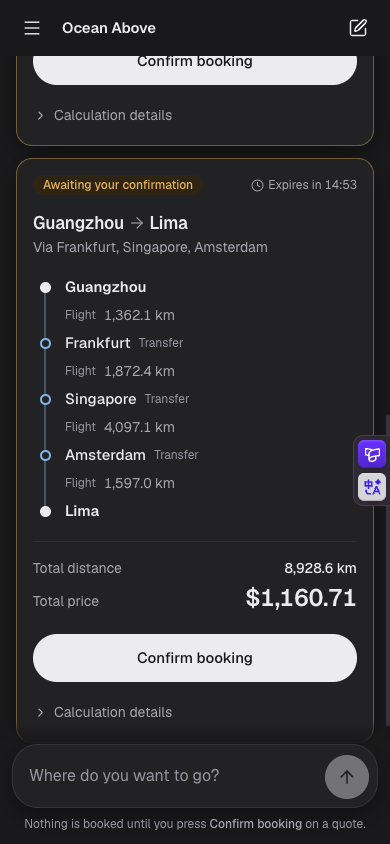 Ocean Above
Confirm booking
Calculation details
Awaiting your confirmation
Expires in 14:53
Guangzhou → Lima
Via Frankfurt, Singapore, Amsterdam
Guangzhou
Flight 1,362.1 km
Frankfurt Transfer
Flight 1,872.4 km
Singapore Transfer
Flight 4,097.1 km
Amsterdam Transfer
Flight 1,597.0 km
Lima
Total distance 8,928.6 km
Total price $1,160.71
Confirm booking
Calculation details
Where do you want to go?
Nothing is booked until you press Confirm booking on a quote.